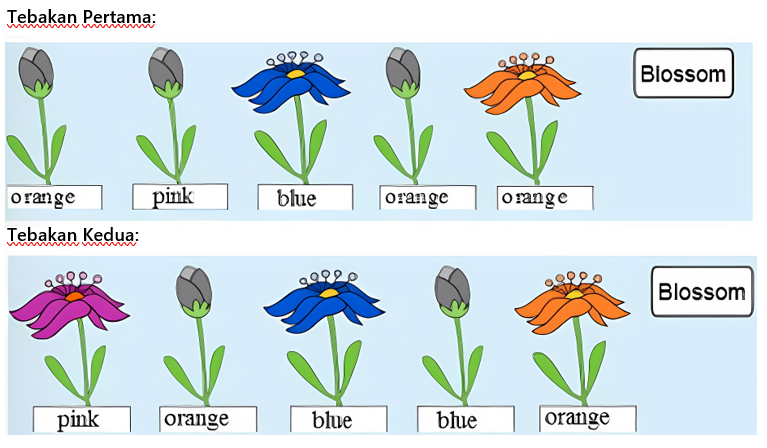 Tebakan Pertama:
Blossom
orange pink blue orange orange
Tebakan Kedua:
Blossom
pink orange blue blue orange